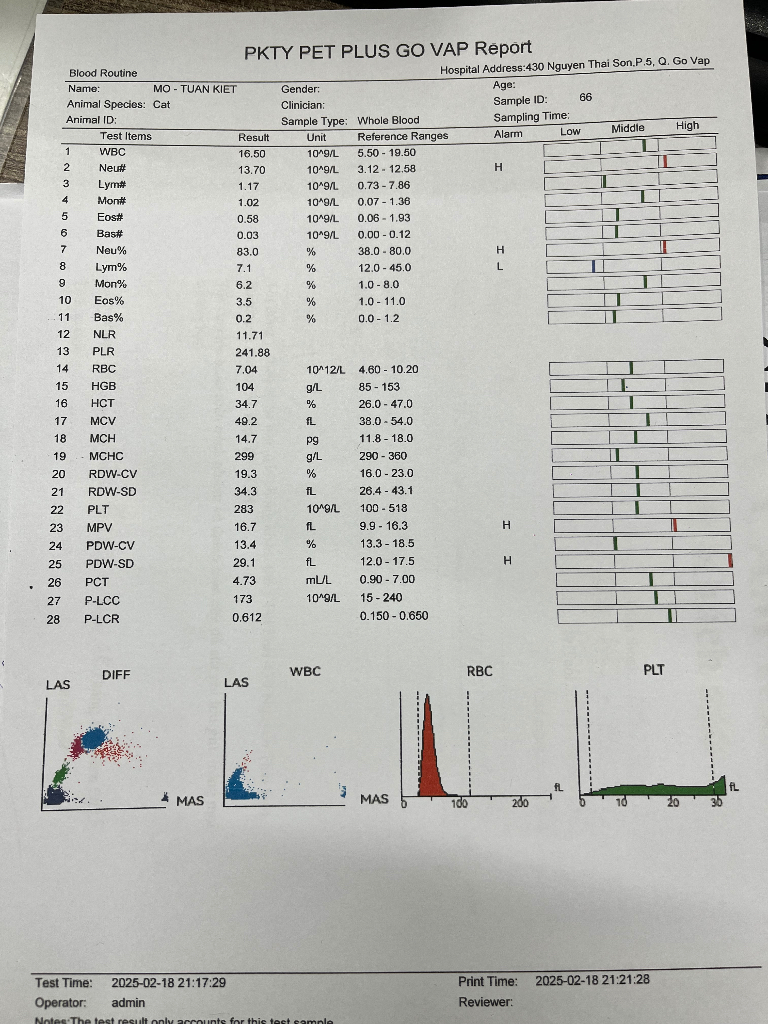 PKTY PET PLUS GO VAP Report
Blood Routine Hospital Address:430 Nguyen Thai Son,P.5, Q. Go Vap
Name: MO - TUAN KIET Gender: Age:
Animal Species: Cat Clinician: Sample ID: 66
Animal ID: Sample Type: Whole Blood Sampling Time:
Test Items Result Unit Reference Ranges Alarm Low Middle High
1 WBC 16.50 10^9/L 5.50 - 19.50
2 Neu# 13.70 10^9/L 3.12 - 12.58 H
3 Lym# 1.17 10^9/L 0.73 - 7.86
4 Mon# 1.02 10^9/L 0.07 - 1.36
5 Eos# 0.58 10^9/L 0.06 - 1.93
6 Bas# 0.03 10^9/L 0.00 - 0.12
7 Neu% 83.0 % 38.0 - 80.0 H
8 Lym% 7.1 % 12.0 - 45.0 L
9 Mon% 6.2 % 1.0 - 8.0
10 Eos% 3.5 % 1.0 - 11.0
11 Bas% 0.2 % 0.0 - 1.2
12 NLR 11.71
13 PLR 241.88
14 RBC 7.04 10^12/L 4.60 - 10.20
15 HGB 104 g/L 85 - 153
16 HCT 34.7 % 26.0 - 47.0
17 MCV 49.2 fL 38.0 - 54.0
18 MCH 14.7 pg 11.8 - 18.0
19 MCHC 299 g/L 290 - 360
20 RDW-CV 19.3 % 16.0 - 23.0
21 RDW-SD 34.3 fL 26.4 - 43.1
22 PLT 283 10^9/L 100 - 518
23 MPV 16.7 fL 9.9 - 16.3 H
24 PDW-CV 13.4 % 13.3 - 18.5
25 PDW-SD 29.1 fL 12.0 - 17.5 H
26 PCT 4.73 mL/L 0.90 - 7.00
27 P-LCC 173 10^9/L 15 - 240
28 P-LCR 0.612 0.150 - 0.650
DIFF WBC RBC PLT
LAS LAS
MAS MAS fL fL
0 100 200 0 10 20 30
Test Time: 2025-02-18 21:17:29 Print Time: 2025-02-18 21:21:28
Operator: admin Reviewer:
Notes:The test result only accounts for this test sample.